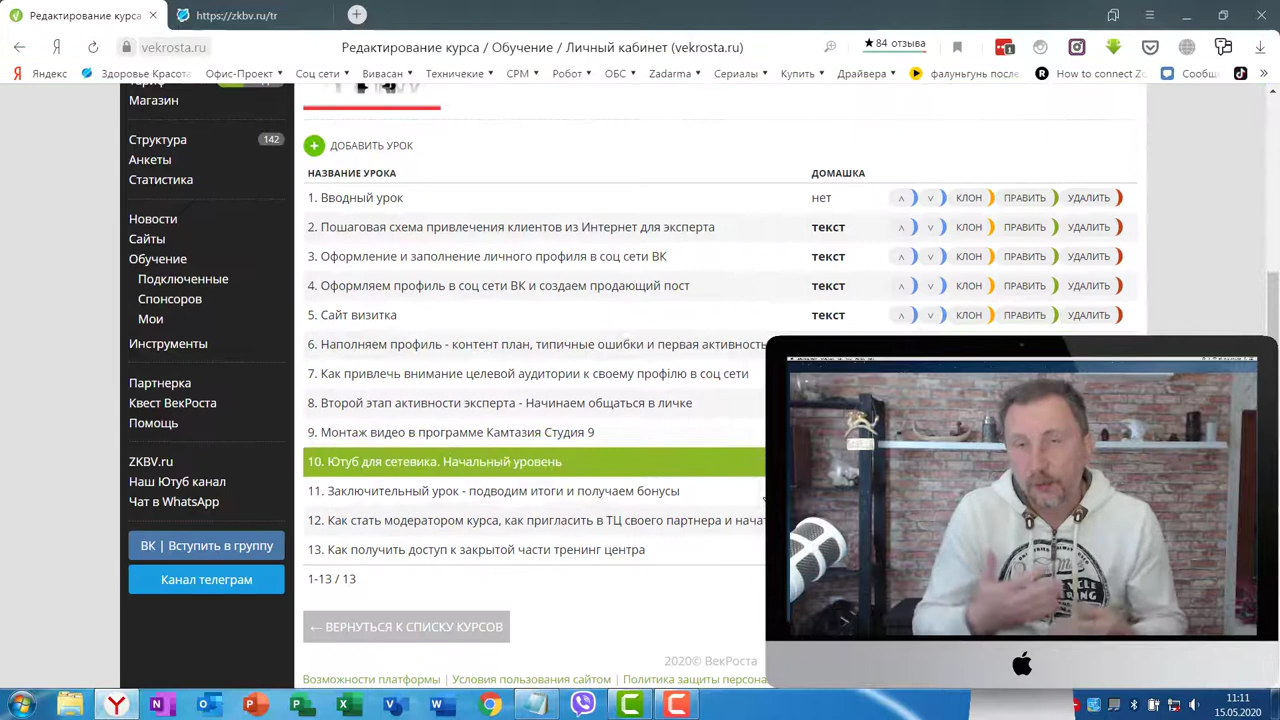 Редактирование курса
https://zkbv.ru/tr
vekrosta.ru
Редактирование курса / Обучение / Личный кабинет (vekrosta.ru)
★ 84 отзыва
Яндекс
Здоровье Красота
Офис-Проект
Соц сети
Вивасан
Технические
СРМ
Робот
ОБС
Zadarma
Сериалы
Купить
Драйвера
фалуньгунь после
How to connect Zo
Сообщ
Магазин
Структура 142
Анкеты
Статистика
Новости
Сайты
Обучение
Подключенные
Спонсоров
Мои
Инструменты
Партнерка
Квест ВекРоста
Помощь
ZKBV.ru
Наш Ютуб канал
Чат в WhatsApp
ВК | Вступить в группу
Канал телеграм
ДОБАВИТЬ УРОК
НАЗВАНИЕ УРОКА ДОМАШКА
1. Вводный урок нет КЛОН ПРАВИТЬ УДАЛИТЬ
2. Пошаговая схема привлечения клиентов из Интернет для эксперта текст КЛОН ПРАВИТЬ УДАЛИТЬ
3. Оформление и заполнение личного профиля в соц сети ВК текст КЛОН ПРАВИТЬ УДАЛИТЬ
4. Оформляем профиль в соц сети ВК и создаем продающий пост текст КЛОН ПРАВИТЬ УДАЛИТЬ
5. Сайт визитка текст КЛОН ПРАВИТЬ УДАЛИТЬ
6. Наполняем профиль - контент план, типичные ошибки и первая активность
7. Как привлечь внимание целевой аудитории к своему профілю в соц сети
8. Второй этап активности эксперта - Начинаем общаться в личке
9. Монтаж видео в программе Камтазия Студия 9
10. Ютуб для сетевика. Начальный уровень
11. Заключительный урок - подводим итоги и получаем бонусы
12. Как стать модератором курса, как пригласить в ТЦ своего партнера и начат
13. Как получить доступ к закрытой части тренинг центра
1-13 / 13
← ВЕРНУТЬСЯ К СПИСКУ КУРСОВ
2020© ВекРоста
Возможности платформы | Условия пользования сайтом | Политика защиты персона
11:11
15.05.2020